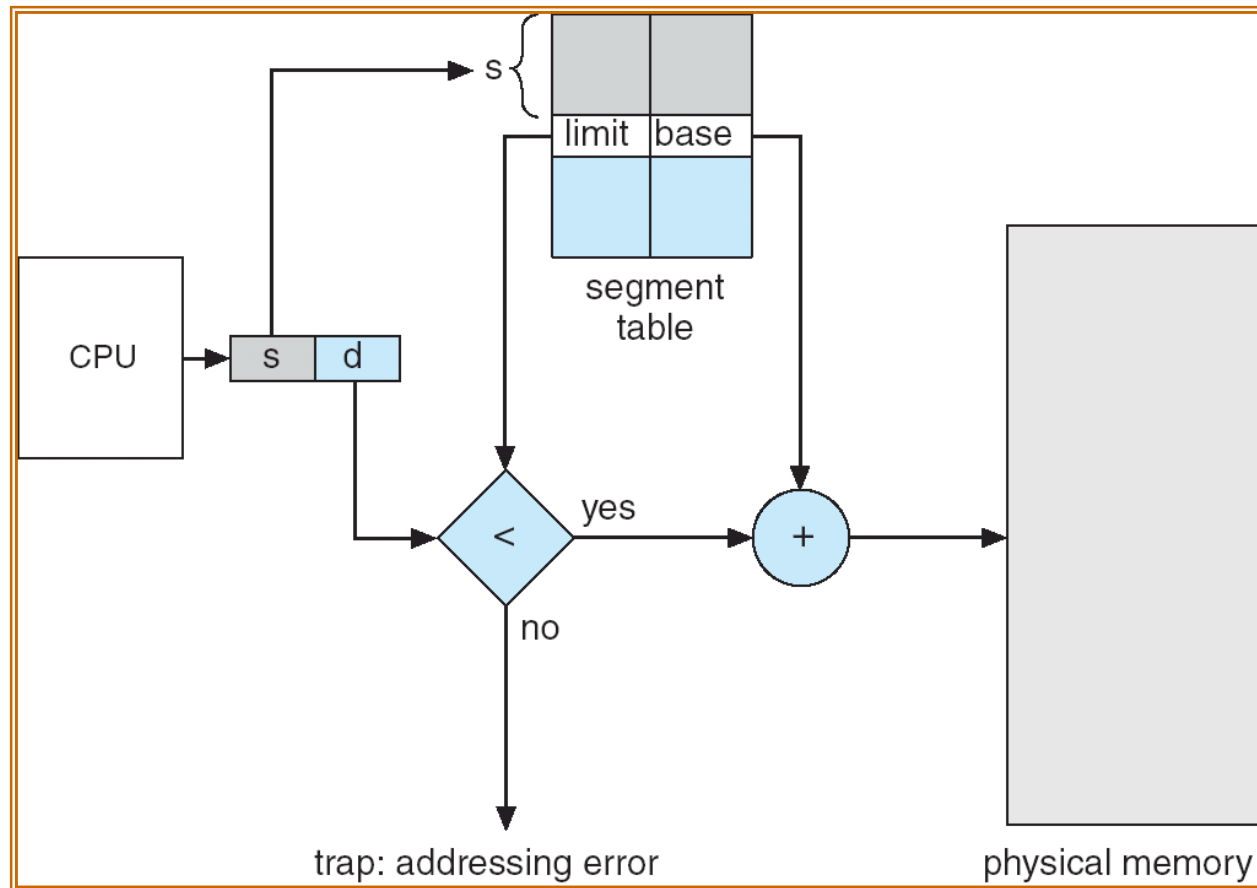 s
limit base
segment
table
CPU
s d
<
yes
+
no
trap: addressing error
physical memory